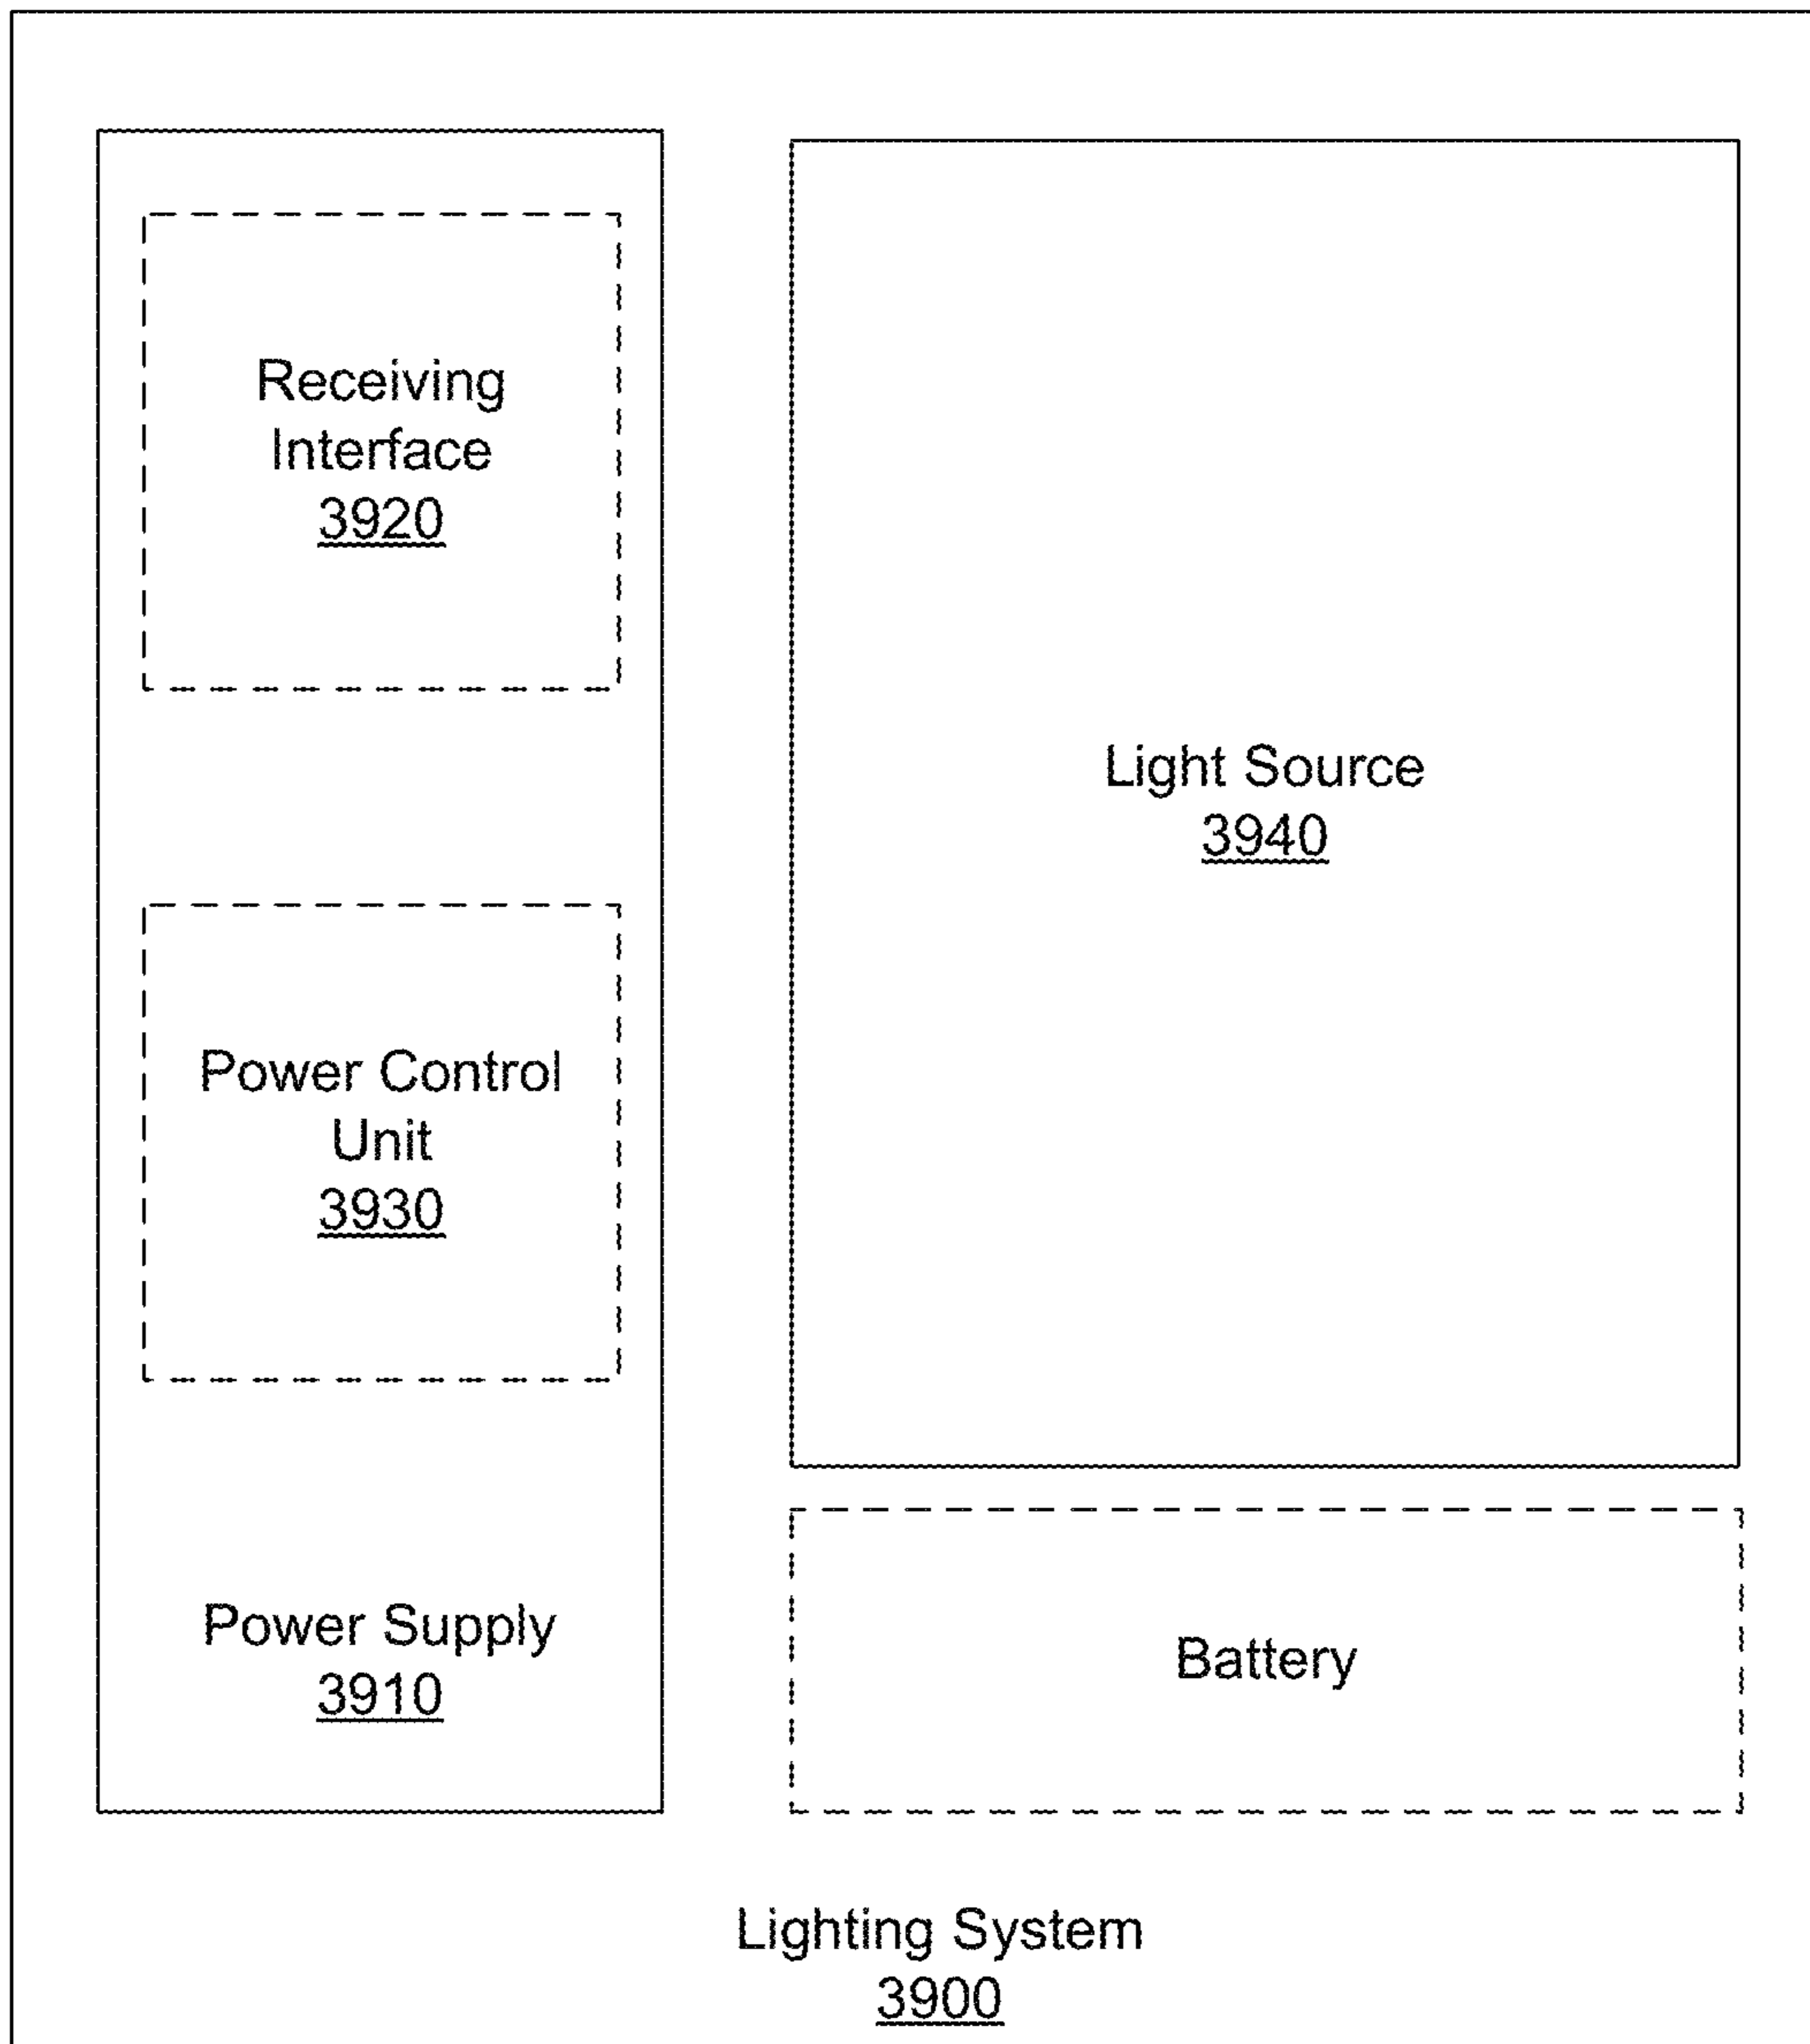 Receiving
Interface
3920
Power Control
Unit
3930
Power Supply
3910
Light Source
3940
Battery
Lighting System
3900